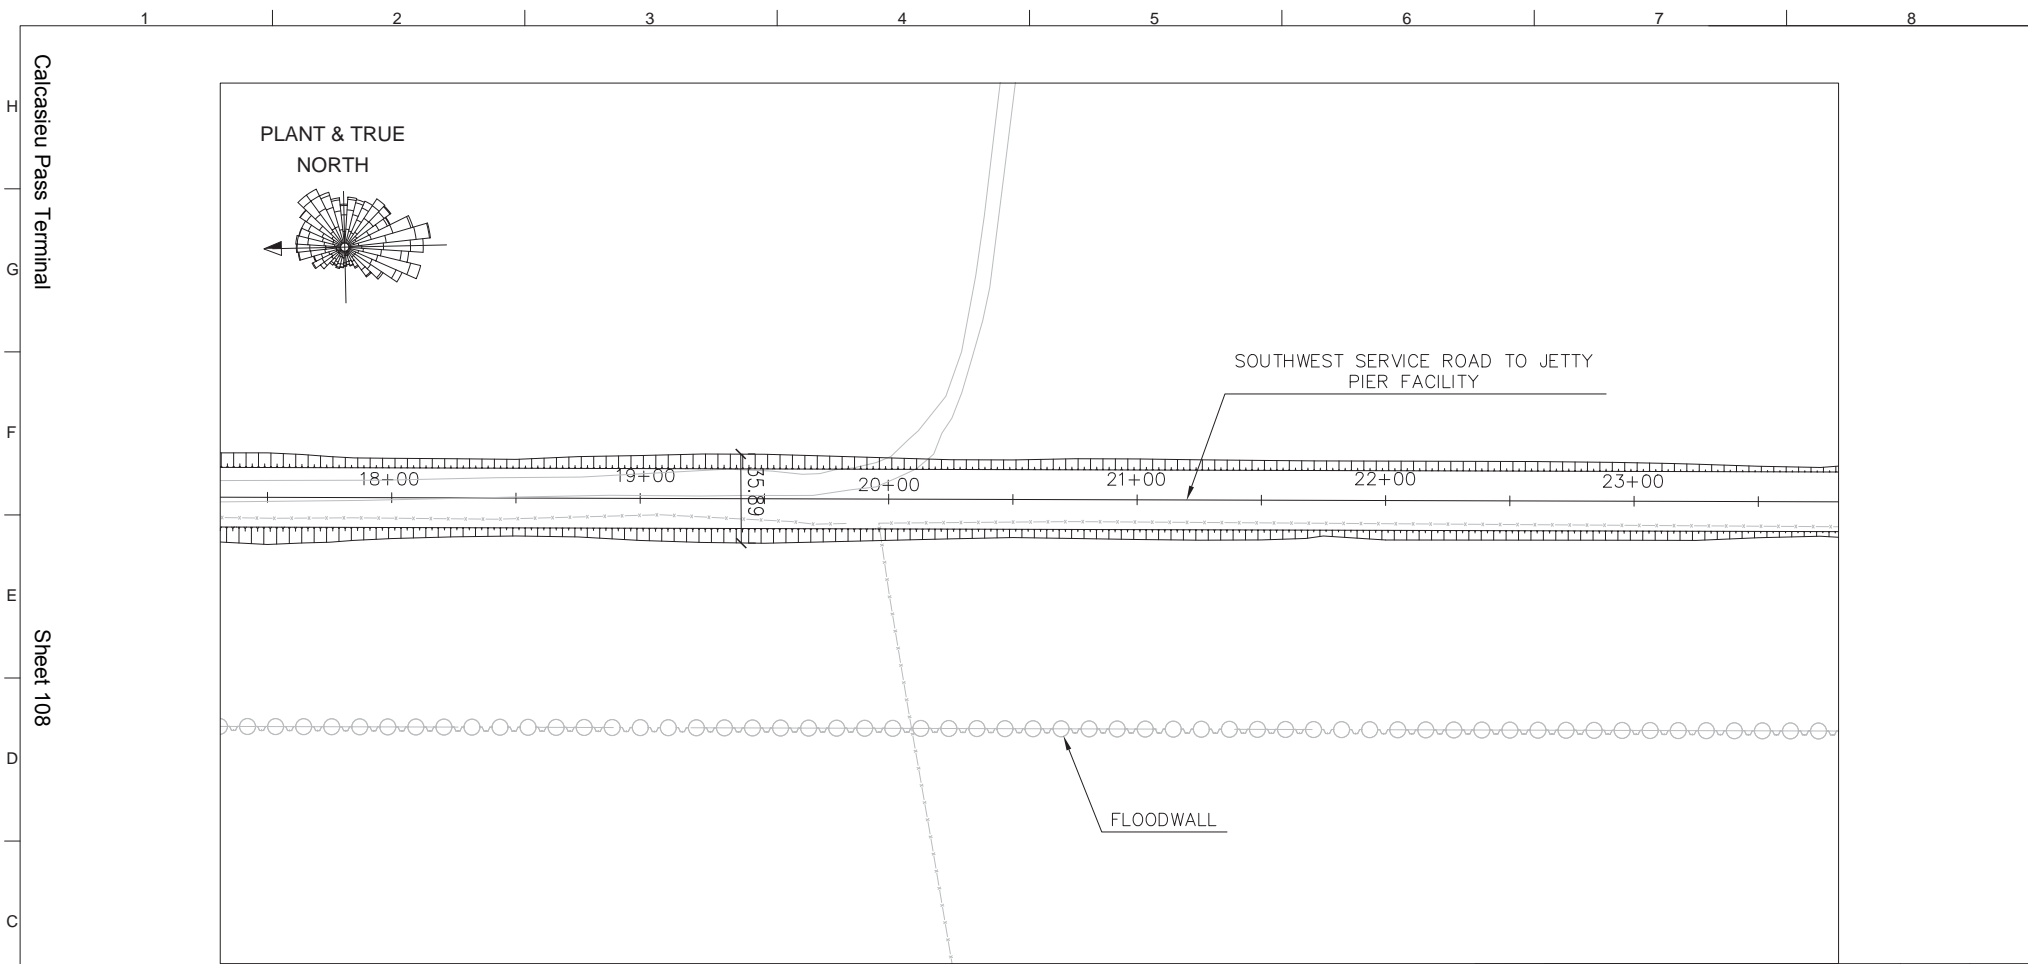 1 2 3 4 5 6 7 8
H
G
F
E
D
C
Calcasieu Pass Terminal
Sheet 108
PLANT & TRUE
NORTH
SOUTHWEST SERVICE ROAD TO JETTY
PIER FACILITY
18+00 19+00 20+00 21+00 22+00 23+00
35.89
FLOODWALL